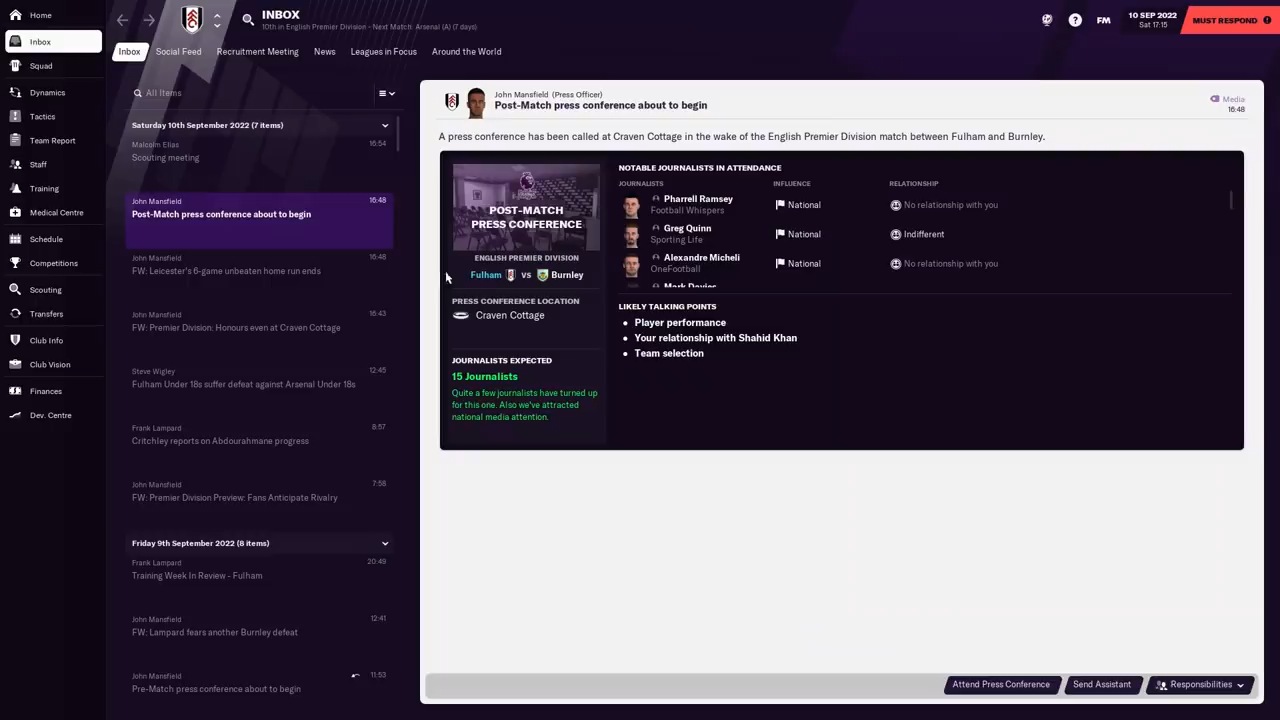 Home
Inbox
Squad
Dynamics
Tactics
Team Report
Staff
Training
Medical Centre
Schedule
Competitions
Scouting
Transfers
Club Info
Club Vision
Finances
Dev. Centre
INBOX
10th in English Premier Division - Next Match: Arsenal (A) (7 days)
?
FM
10 SEP 2022
Sat 17:15
MUST RESPOND
Inbox
Social Feed
Recruitment Meeting
News
Leagues in Focus
Around the World
All Items
Saturday 10th September 2022 (7 items)
Malcolm Elias 16:54
Scouting meeting
John Mansfield 16:48
Post-Match press conference about to begin
John Mansfield 16:48
FW: Leicester's 6-game unbeaten home run ends
John Mansfield 16:43
FW: Premier Division: Honours even at Craven Cottage
Steve Wigley 12:45
Fulham Under 18s suffer defeat against Arsenal Under 18s
Frank Lampard 8:57
Critchley reports on Abdourahmane progress
John Mansfield 7:58
FW: Premier Division Preview: Fans Anticipate Rivalry
Friday 9th September 2022 (8 items)
Frank Lampard 20:49
Training Week In Review - Fulham
John Mansfield 12:41
FW: Lampard fears another Burnley defeat
John Mansfield 11:53
Pre-Match press conference about to begin
John Mansfield (Press Officer)
Post-Match press conference about to begin
Media
16:48
A press conference has been called at Craven Cottage in the wake of the English Premier Division match between Fulham and Burnley.
POST-MATCH
PRESS CONFERENCE
ENGLISH PREMIER DIVISION
Fulham VS Burnley
PRESS CONFERENCE LOCATION
Craven Cottage
JOURNALISTS EXPECTED
15 Journalists
Quite a few journalists have turned up
for this one. Also we've attracted
national media attention.
NOTABLE JOURNALISTS IN ATTENDANCE
JOURNALISTS INFLUENCE RELATIONSHIP
Pharrell Ramsey
Football Whispers
National
No relationship with you
Greg Quinn
Sporting Life
National
Indifferent
Alexandre Micheli
OneFootball
National
No relationship with you
Mark Davies
LIKELY TALKING POINTS
Player performance
Your relationship with Shahid Khan
Team selection
Attend Press Conference
Send Assistant
Responsibilities